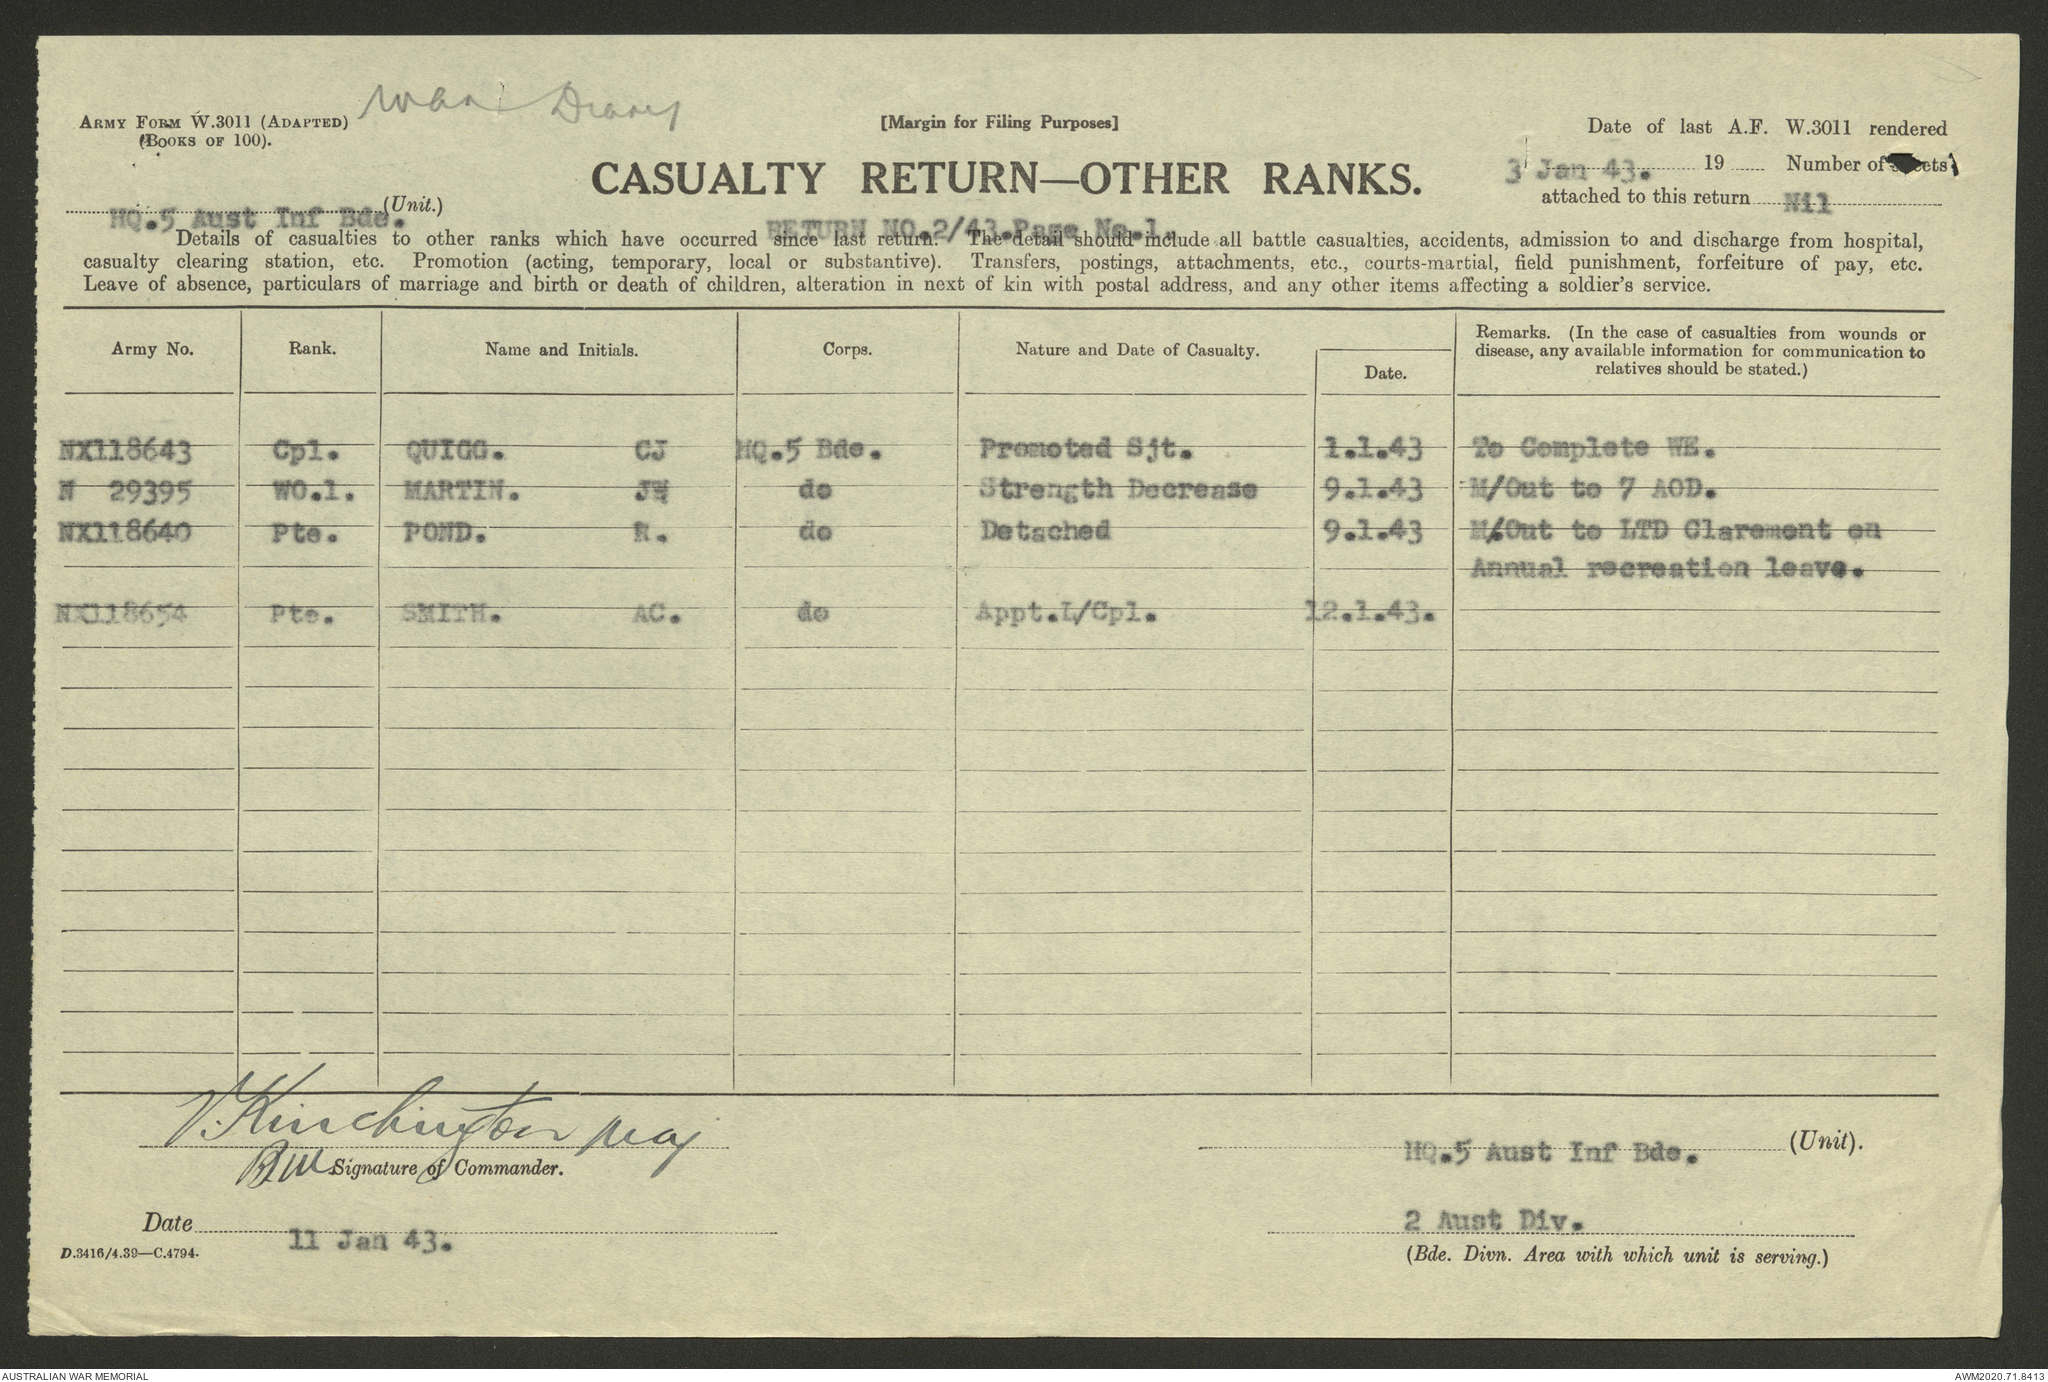 War Diary
ARMY FORM W.3011 (ADAPTED)
(BOOKS OF 100).
[Margin for Filing Purposes]
Date of last A.F. W.3011 rendered
3 Jan 43. 19 Number of sheets
attached to this return Nil
CASUALTY RETURN—OTHER RANKS.
HQ.5 Aust Inf Bde. (Unit.)
RETURN NO.2/43.Page No.1.
Details of casualties to other ranks which have occurred since last return. The detail should include all battle casualties, accidents, admission to and discharge from hospital,
casualty clearing station, etc. Promotion (acting, temporary, local or substantive). Transfers, postings, attachments, etc., courts-martial, field punishment, forfeiture of pay, etc.
Leave of absence, particulars of marriage and birth or death of children, alteration in next of kin with postal address, and any other items affecting a soldier's service.
Army No. Rank. Name and Initials. Corps. Nature and Date of Casualty. Date.
Remarks. (In the case of casualties from wounds or
disease, any available information for communication to
relatives should be stated.)
NX118643 Cpl. QUIGG. CJ HQ.5 Bde. Promoted Sjt. 1.1.43 To Complete WE.
N 29395 WO.1. MARTIN. do Strength Decrease 9.1.43 M/Out to 7 AOD.
NX118640 Pte. POND. R. do Detached 9.1.43 M/Out to LTD Claremont on
Annual recreation leave.
NX118654 Pte. SMITH. AC. do Appt.L/Cpl. 12.1.43.
V. Kinchington Maj
BM
Signature of Commander.
HQ.5 Aust Inf Bde. (Unit).
Date 11 Jan 43.
2 Aust Div.
(Bde. Divn. Area with which unit is serving.)
D.3416/4.39—C.4794.
AUSTRALIAN WAR MEMORIAL
AWM2020.71.8413